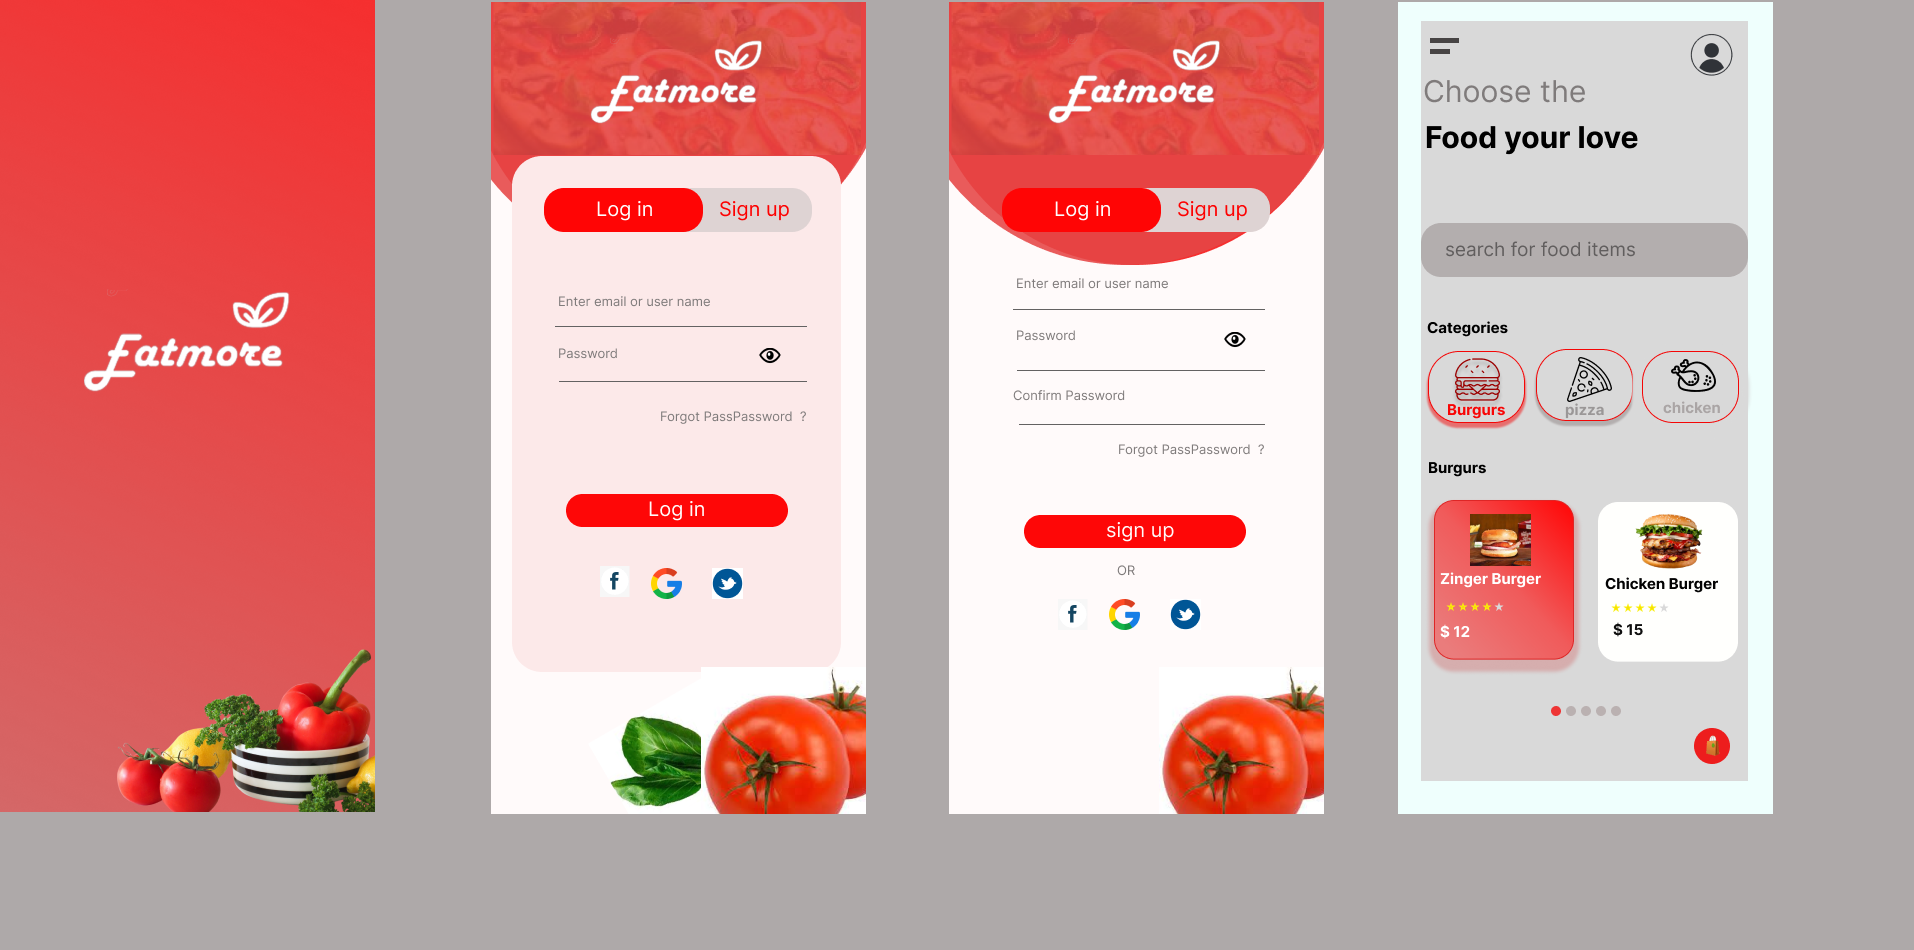 Eatmore
Eatmore
Log in
Sign up
Enter email or user name
Password
Forgot PassPassword ?
Log in
Eatmore
Log in
Sign up
Enter email or user name
Password
Confirm Password
Forgot PassPassword ?
sign up
OR
Choose the
Food your love
search for food items
Categories
Burgurs
pizza
chicken
Burgurs
Zinger Burger
$ 12
Chicken Burger
$ 15